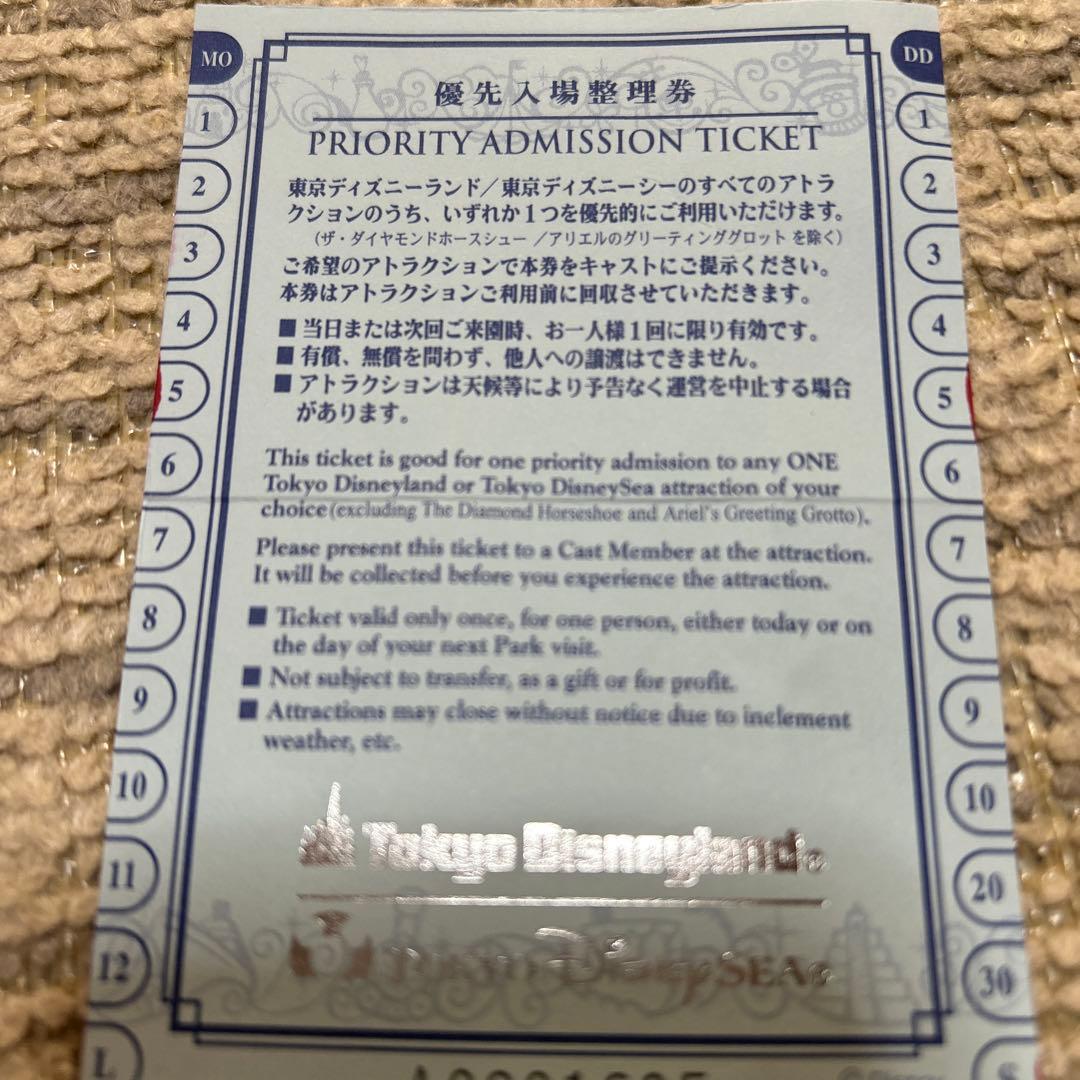 優先入場整理券
PRIORITY ADMISSION TICKET
東京ディズニーランド／東京ディズニーシーのすべてのアトラ
クションのうち、いずれか1つを優先的にご利用いただけます。
（ザ・ダイヤモンドホースシュー ／アリエルのグリーティンググロット を除く）
ご希望のアトラクションで本券をキャストにご提示ください。
本券はアトラクションご利用前に回収させていただきます。
■ 当日または次回ご来園時、お一人様1回に限り有効です。
■ 有償、無償を問わず、他人への譲渡はできません。
■ アトラクションは天候等により予告なく運営を中止する場合
があります。
This ticket is good for one priority admission to any ONE
Tokyo Disneyland or Tokyo DisneySea attraction of your
choice (excluding The Diamond Horseshoe and Ariel's Greeting Grotto).
Please present this ticket to a Cast Member at the attraction.
It will be collected before you experience the attraction.
■ Ticket valid only once, for one person, either today or on
the day of your next Park visit.
■ Not subject to transfer, as a gift or for profit.
■ Attractions may close without notice due to inclement
weather, etc.
Tokyo Disneyland®
Tokyo DisneySEA®
MO
1
2
3
4
5
6
7
8
9
10
11
12
L
DD
1
2
3
4
5
6
7
8
9
10
20
30
S